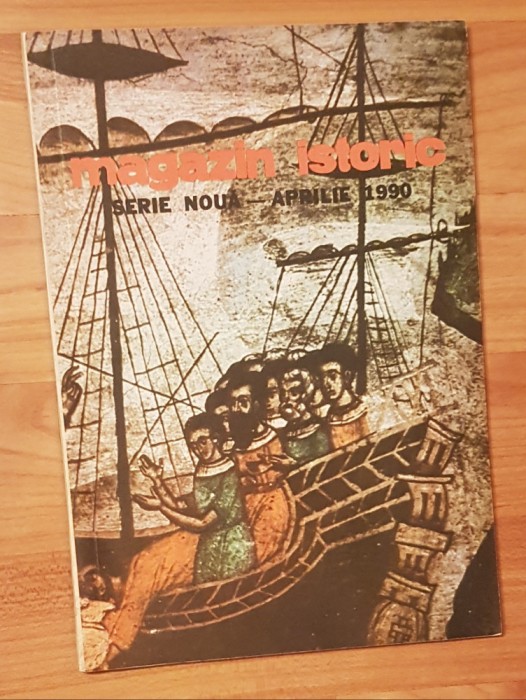 magazin istoric
SERIE NOUĂ — APRILIE 1990